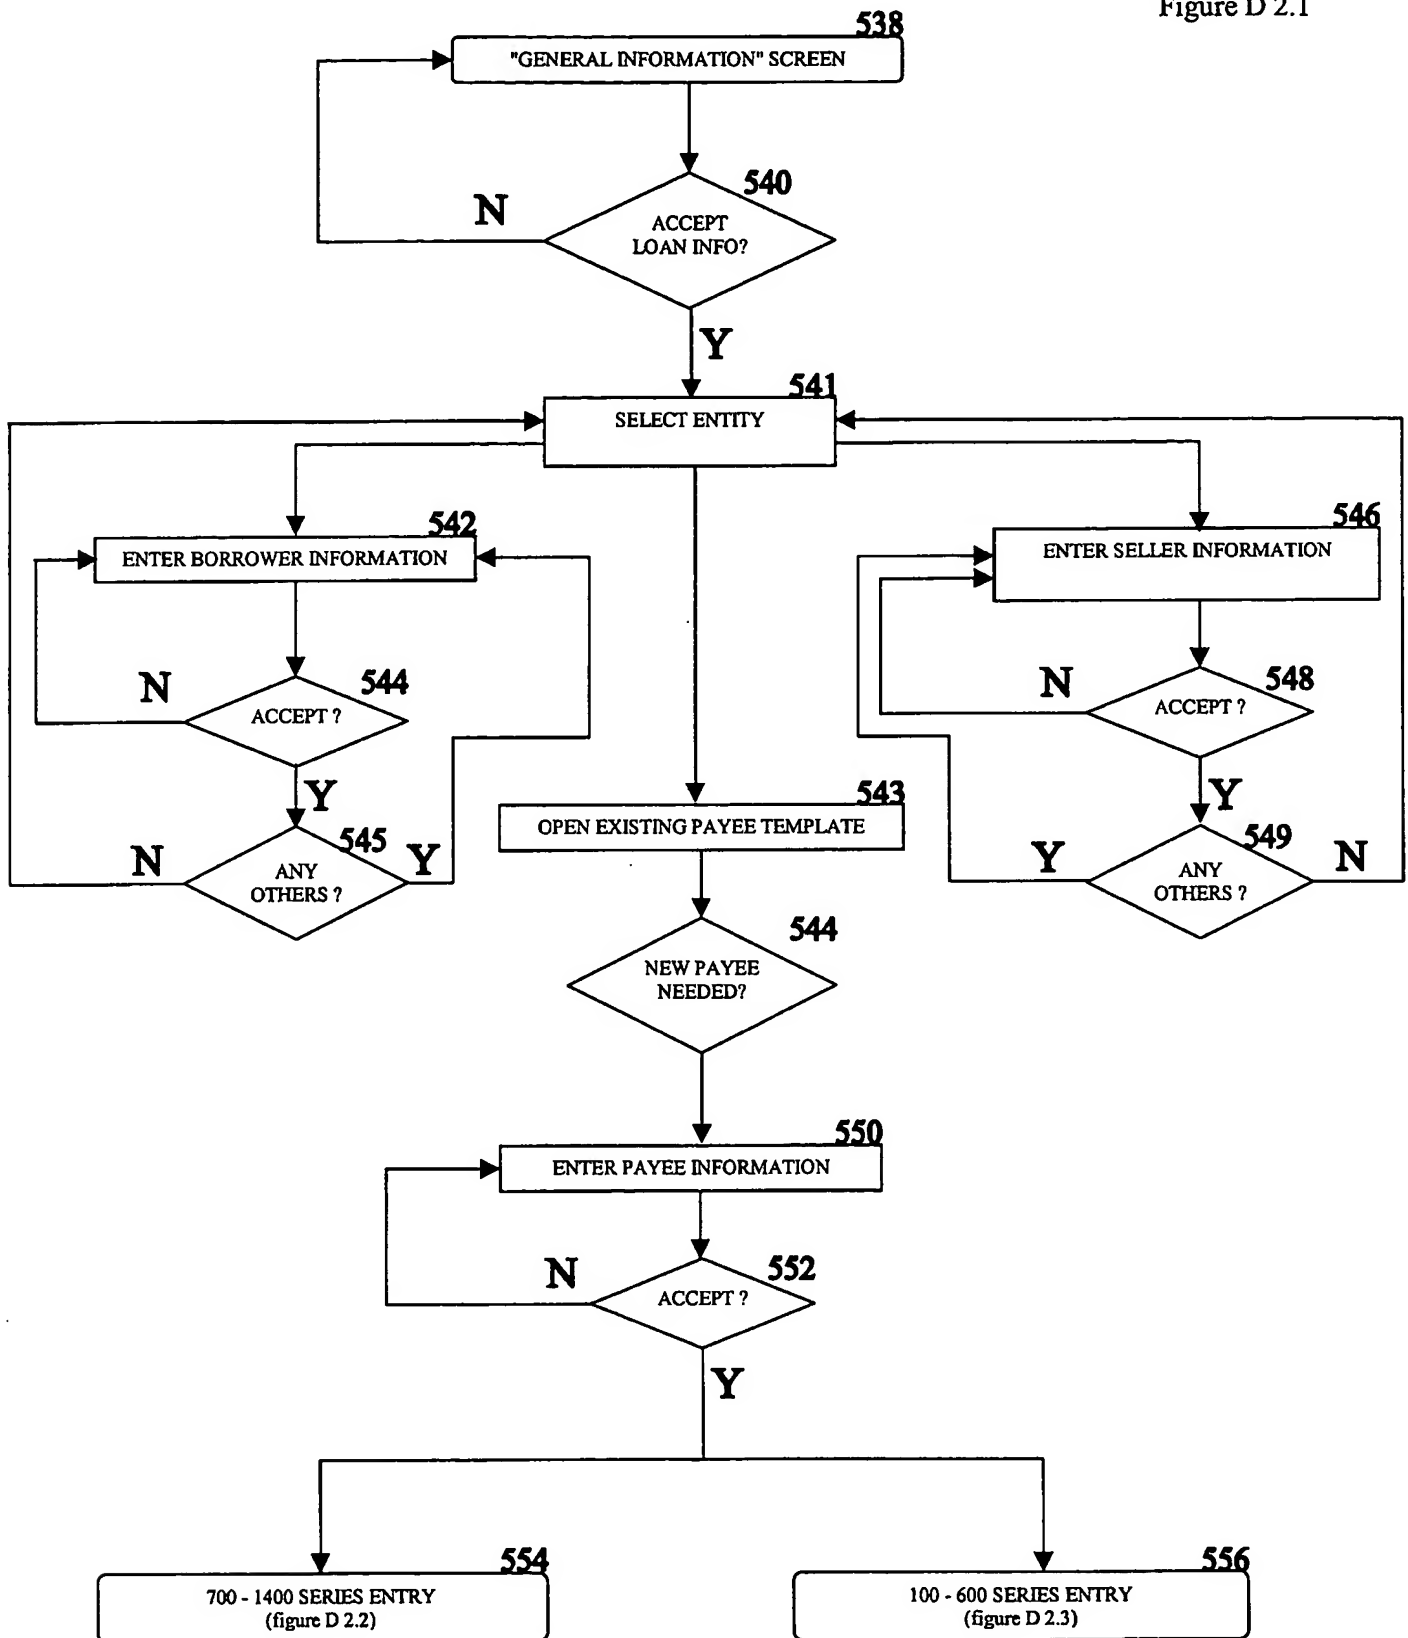 Figure D 2.1
538
"GENERAL INFORMATION" SCREEN
540
N
ACCEPT
LOAN INFO?
Y
541
SELECT ENTITY
542
ENTER BORROWER INFORMATION
546
ENTER SELLER INFORMATION
N
544
ACCEPT ?
N
548
ACCEPT ?
Y
543
OPEN EXISTING PAYEE TEMPLATE
Y
N
545
Y
ANY
OTHERS ?
Y
549
N
ANY
OTHERS ?
544
NEW PAYEE
NEEDED?
550
ENTER PAYEE INFORMATION
N
552
ACCEPT ?
Y
554
700 - 1400 SERIES ENTRY
(figure D 2.2)
556
100 - 600 SERIES ENTRY
(figure D 2.3)